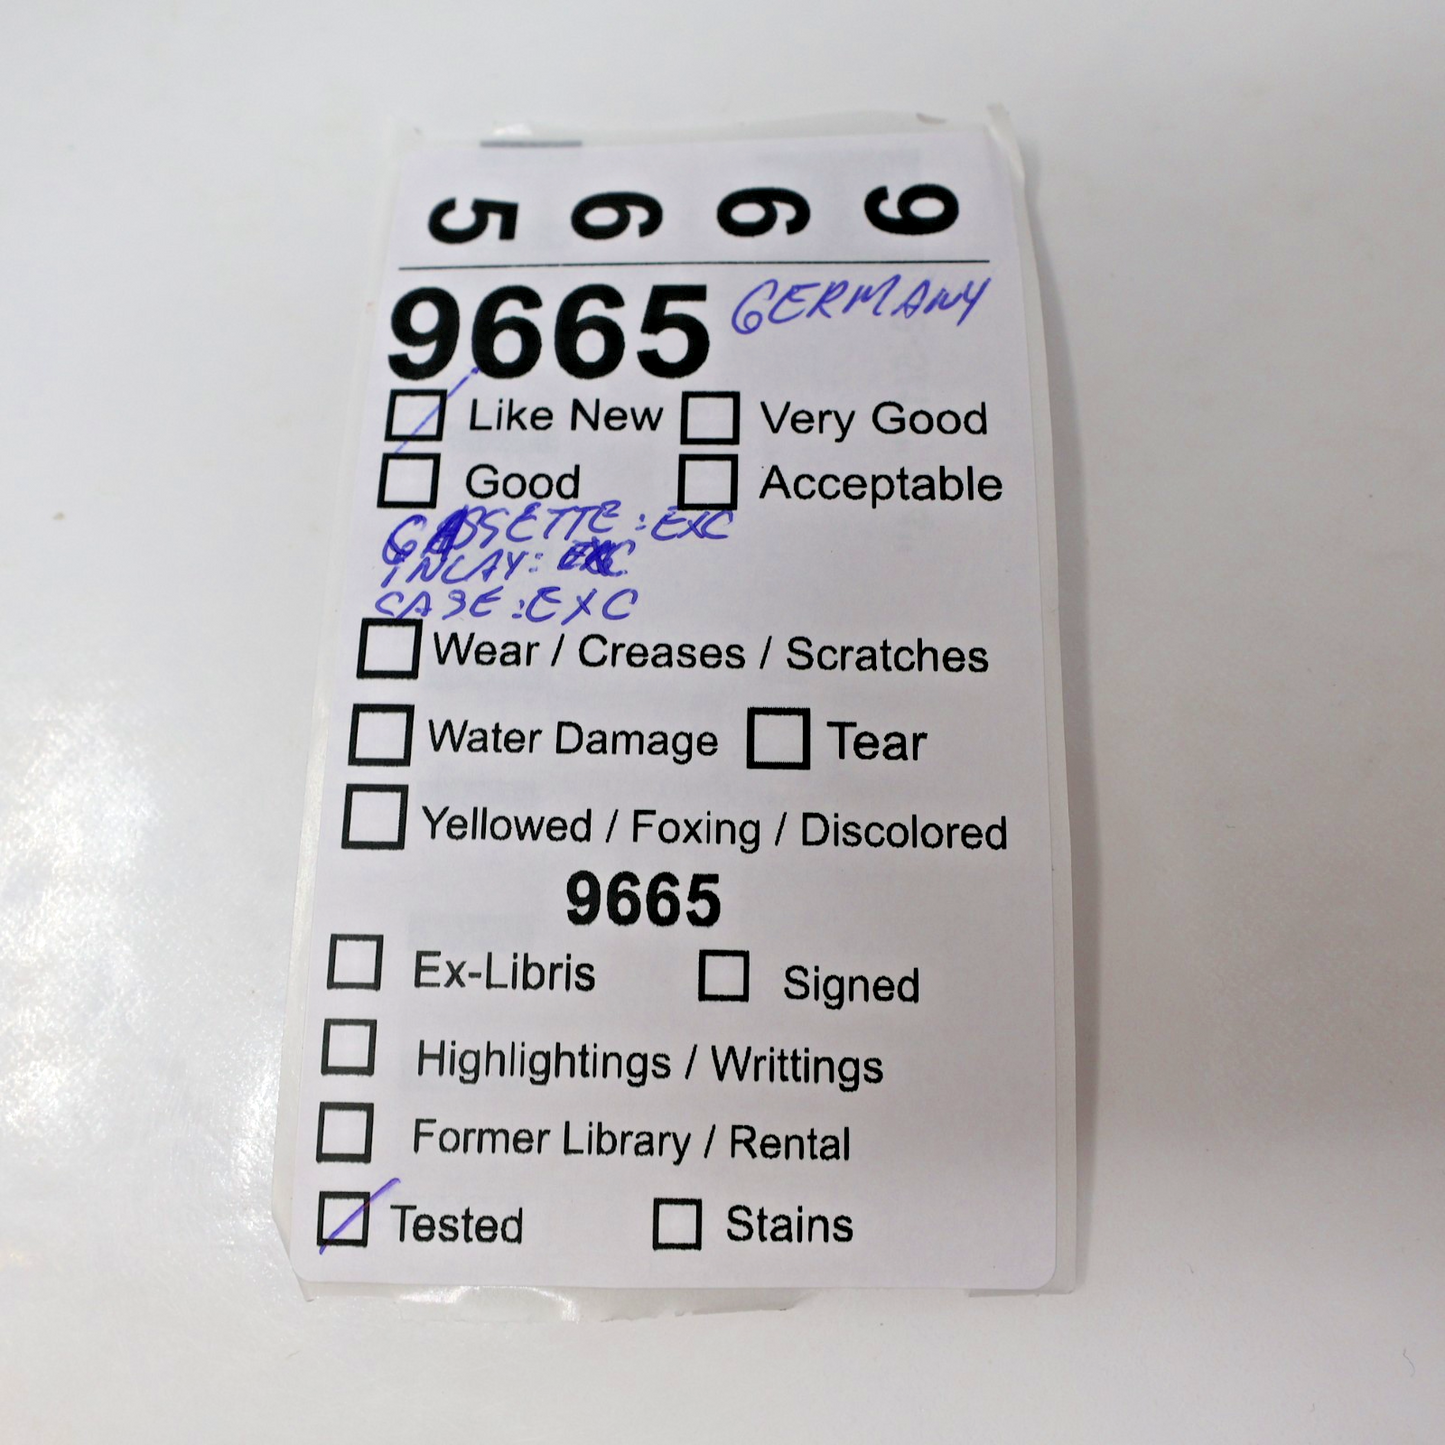 9 6 6 5
9665 GERMANY
☑ Like New ☐ Very Good
☐ Good ☐ Acceptable
CASSETTE: EXC
INLAY: EXC
CASE: EXC
☐ Wear / Creases / Scratches
☐ Water Damage ☐ Tear
☐ Yellowed / Foxing / Discolored
9665
☐ Ex-Libris ☐ Signed
☐ Highlightings / Writtings
☐ Former Library / Rental
☑ Tested ☐ Stains